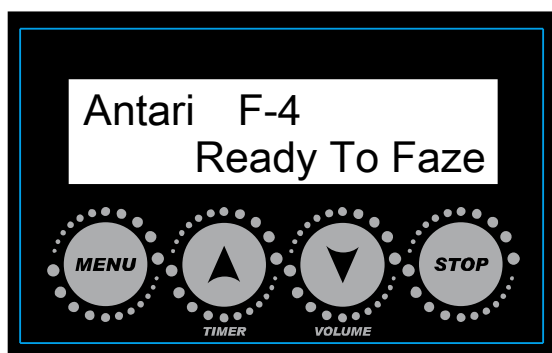 Antari F-4
Ready To Faze
MENU
STOP
TIMER
VOLUME